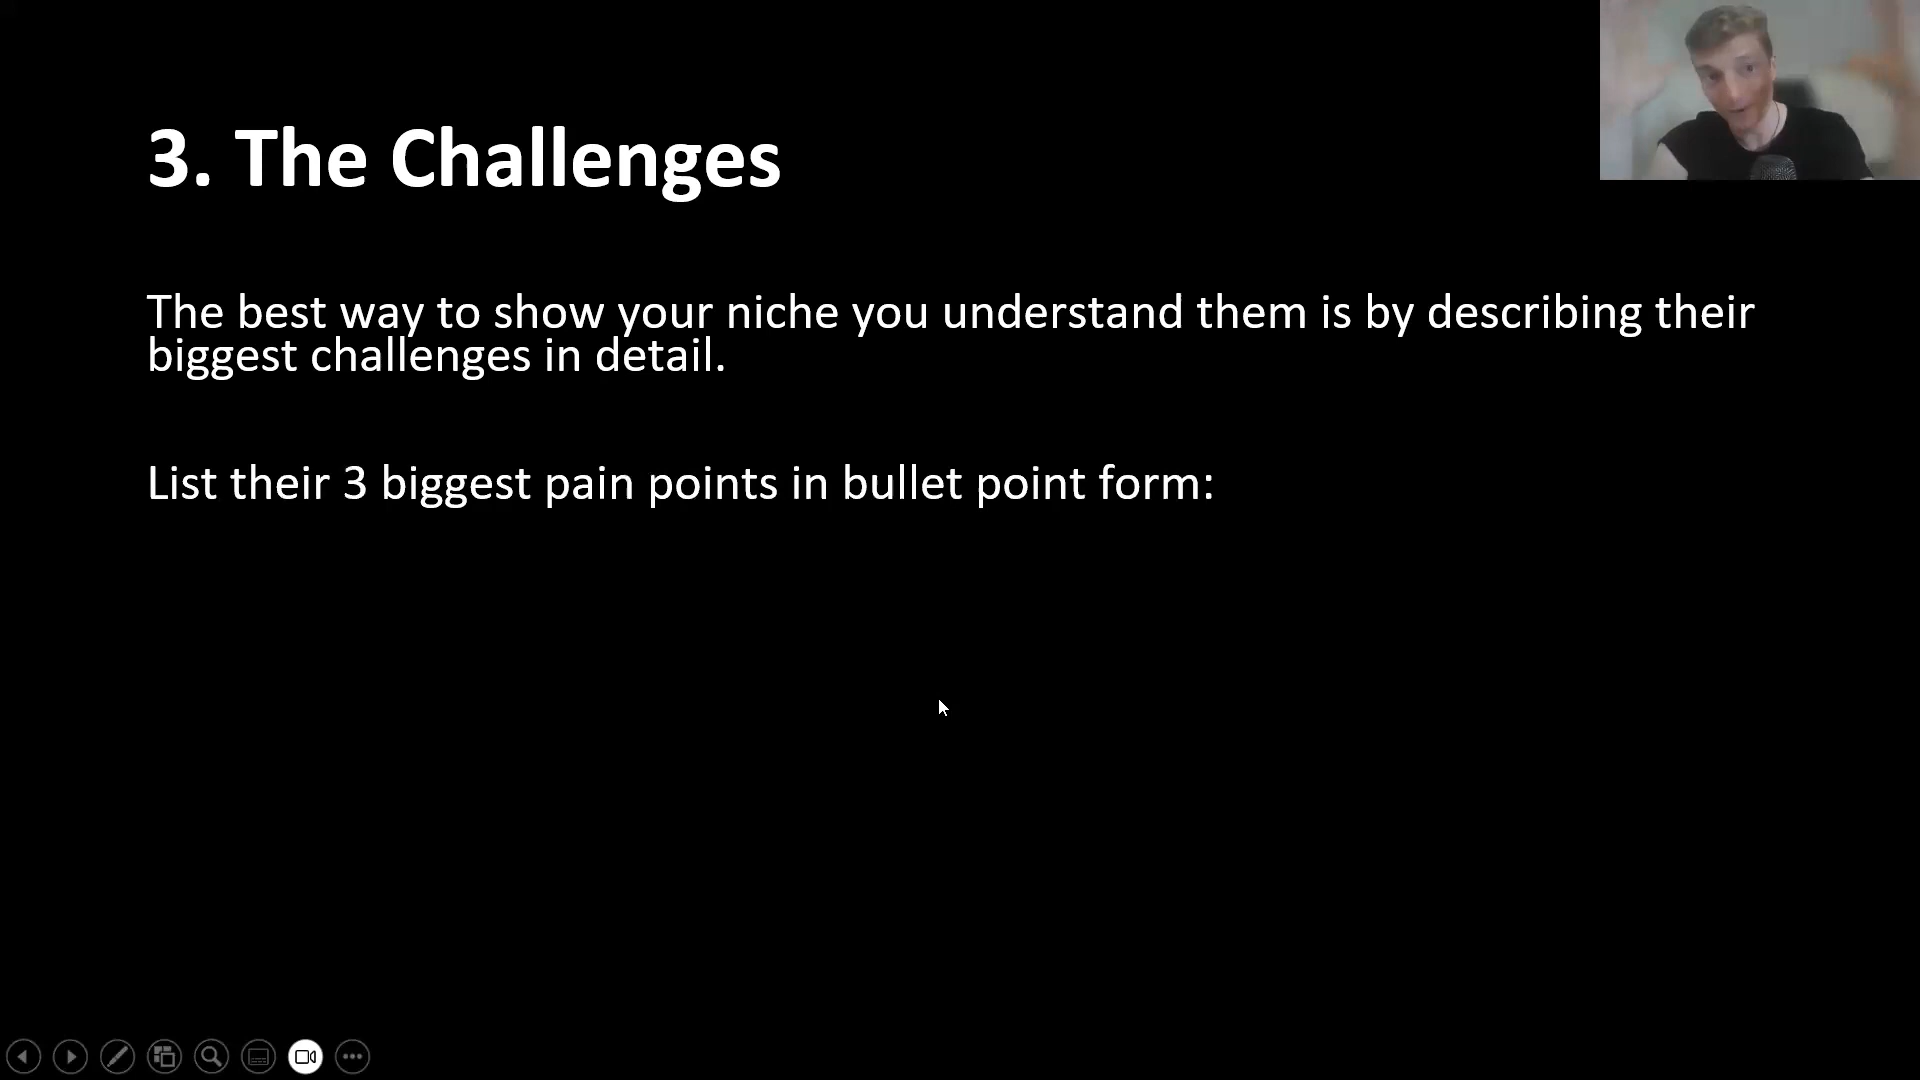 3. The Challenges
The best way to show your niche you understand them is by describing their
biggest challenges in detail.
List their 3 biggest pain points in bullet point form: